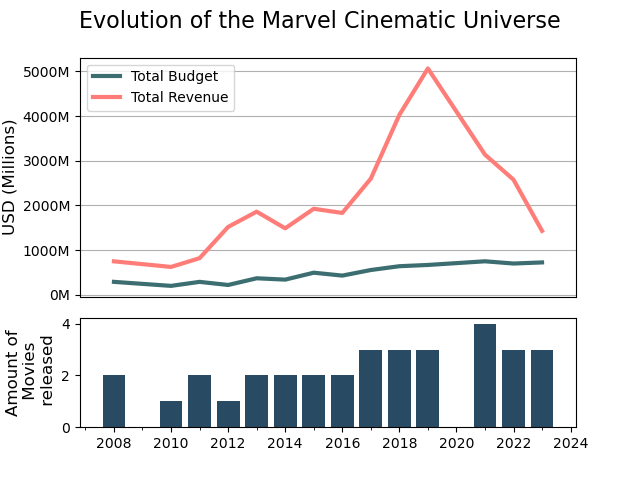 Evolution of the Marvel Cinematic Universe
5000M
4000M
3000M
2000M
1000M
0M
USD (Millions)
Total Budget
Total Revenue
4
2
0
Amount of
Movies
released
2008 2010 2012 2014 2016 2018 2020 2022 2024